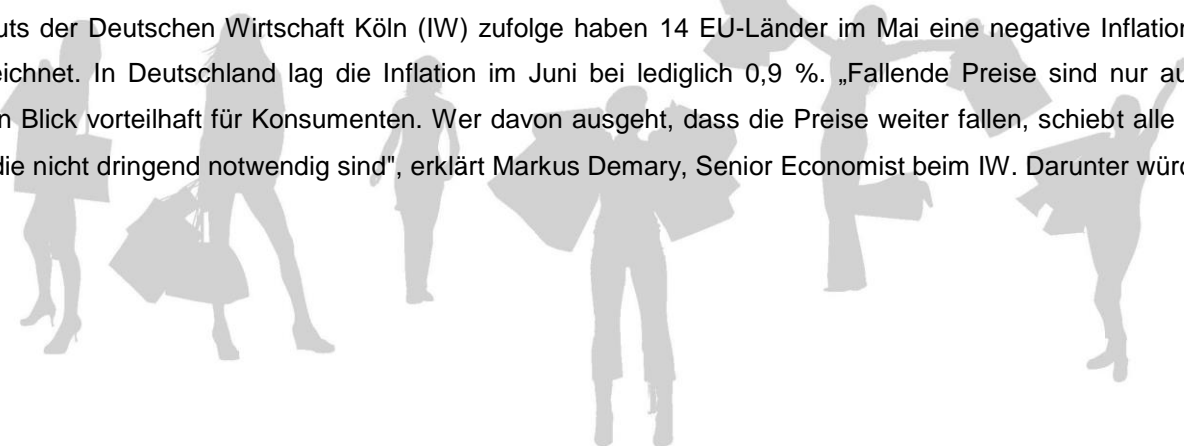 uts der Deutschen Wirtschaft Köln (IW) zufolge haben 14 EU-Länder im Mai eine negative Inflation
eichnet. In Deutschland lag die Inflation im Juni bei lediglich 0,9 %. „Fallende Preise sind nur au
n Blick vorteilhaft für Konsumenten. Wer davon ausgeht, dass die Preise weiter fallen, schiebt alle
die nicht dringend notwendig sind", erklärt Markus Demary, Senior Economist beim IW. Darunter würd